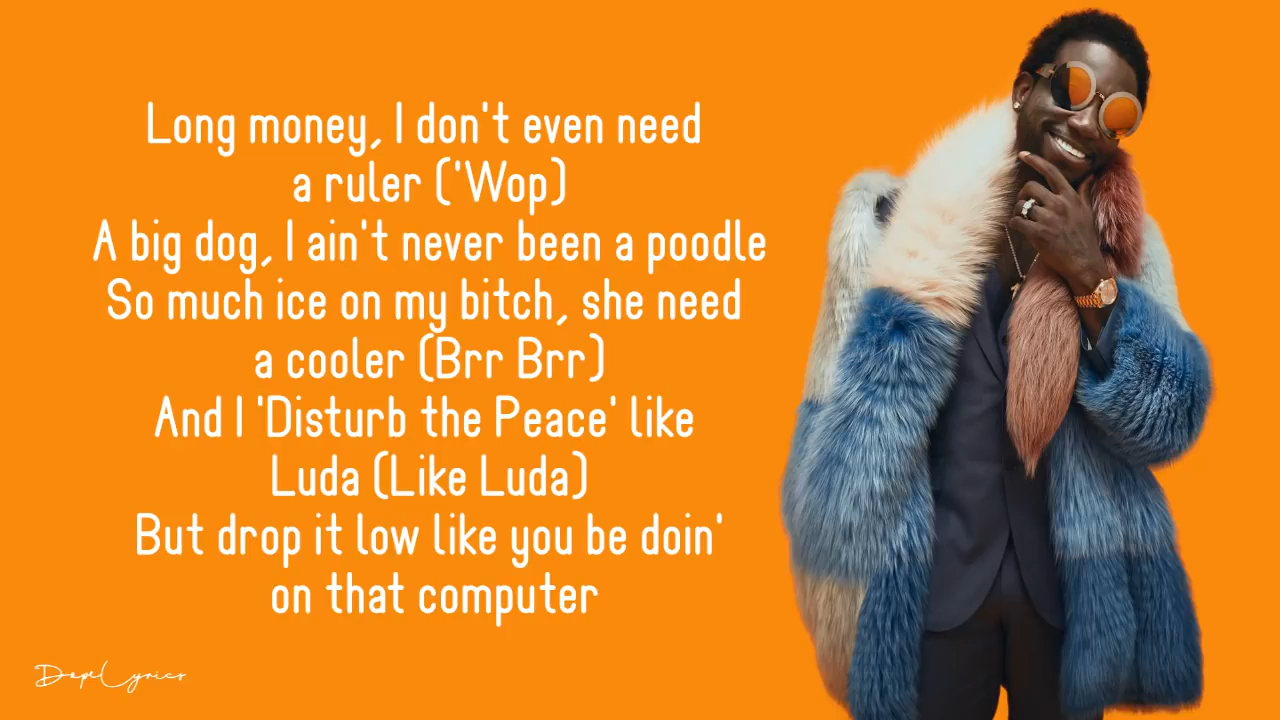 Long money, I don't even need
a ruler ('Wop)
A big dog, I ain't never been a poodle
So much ice on my bitch, she need
a cooler (Brr Brr)
And I 'Disturb the Peace' like
Luda (Like Luda)
But drop it low like you be doin'
on that computer
DopeLyrics